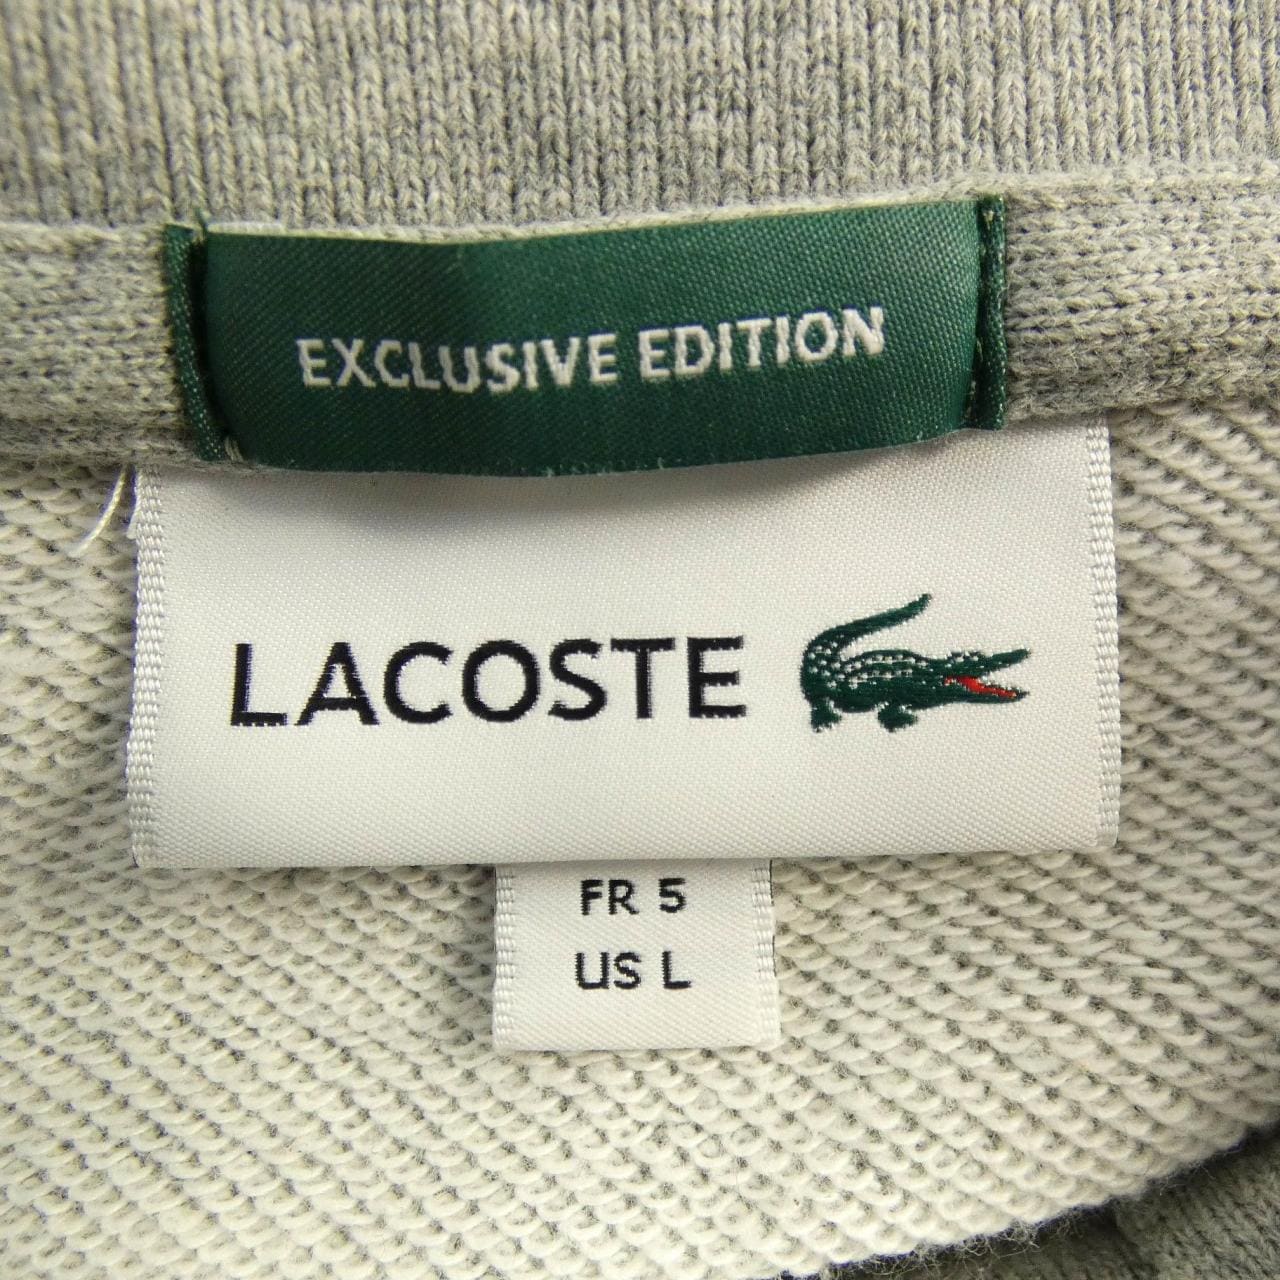 EXCLUSIVE EDITION
LACOSTE
FR 5
US L